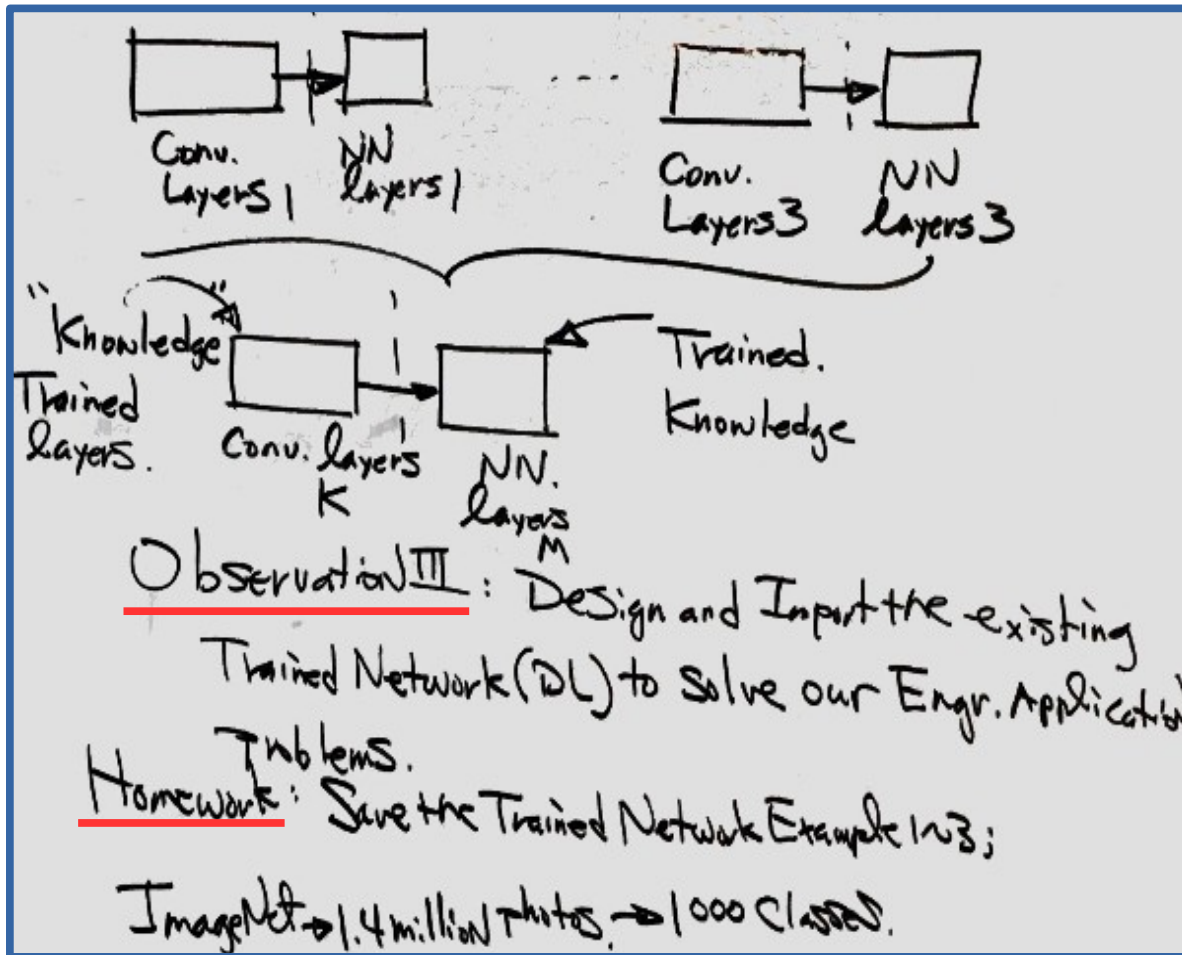 Conv. Layers 1
NN layers 1
....
Conv. Layers 3
NN layers 3
"Knowledge"
Trained layers.
Conv. layers K
NN. layers M
Trained. Knowledge
Observation III : Design and Import the existing
Trained Network (DL) to solve our Engr. Application
Problems.
Homework : Save the Trained Network Example 1~3;
ImageNet → 1.4 million photos. → 1000 Classes.